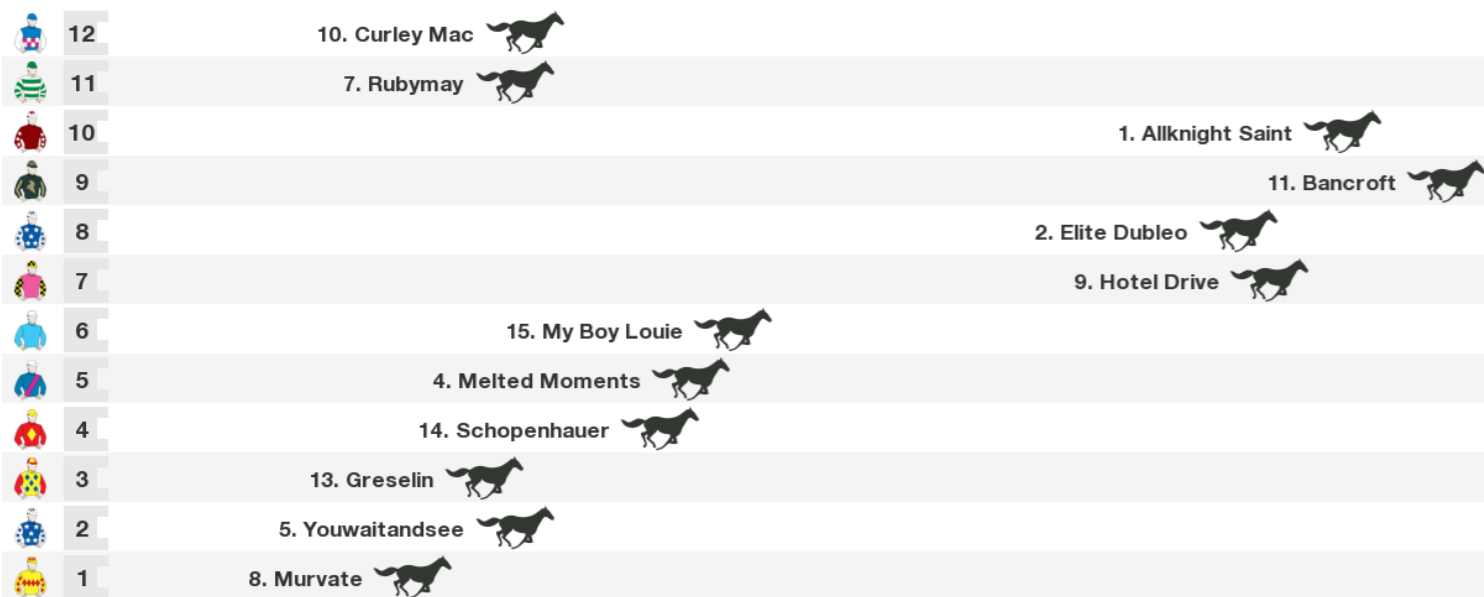 12 10. Curley Mac
11 7. Rubymay
10 1. Allknight Saint
9 11. Bancroft
8 2. Elite Dubleo
7 9. Hotel Drive
6 15. My Boy Louie
5 4. Melted Moments
4 14. Schopenhauer
3 13. Greselin
2 5. Youwaitandsee
1 8. Murvate